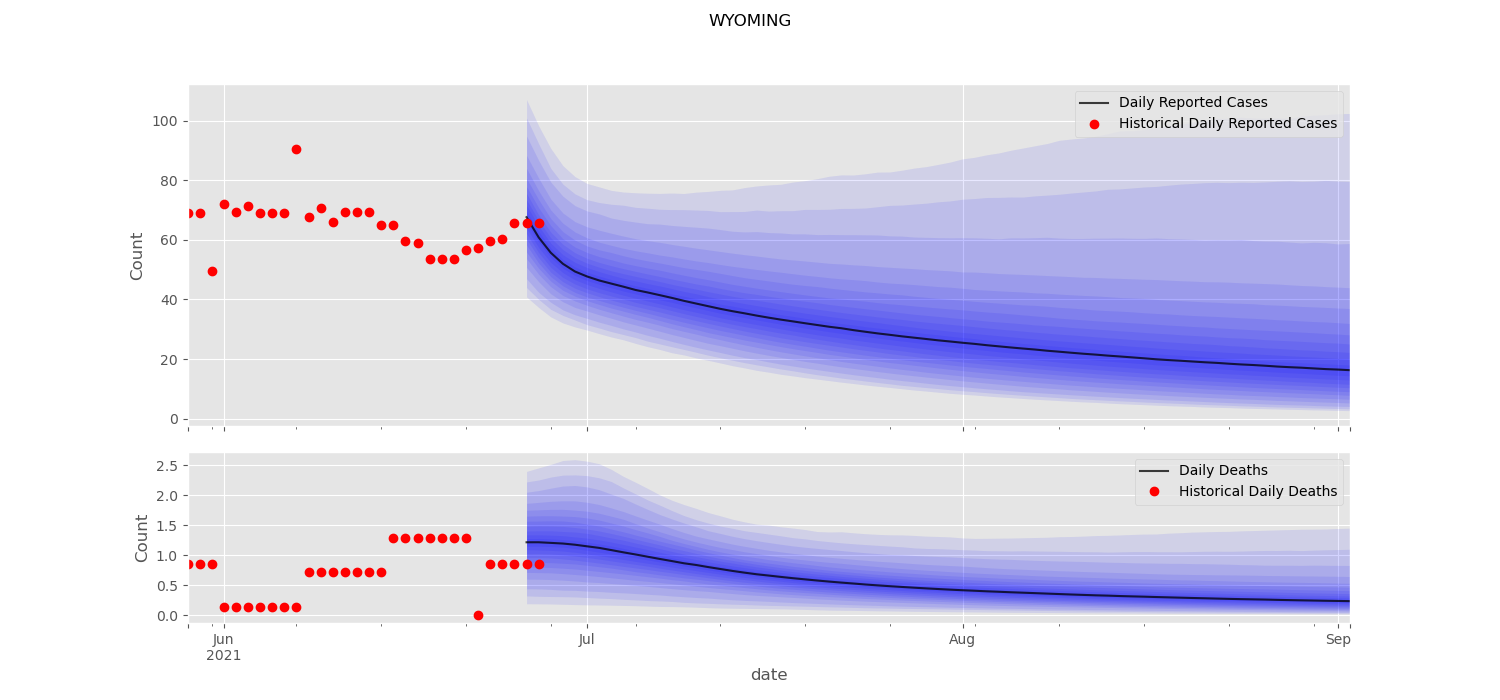 WYOMING
Count
100
80
60
40
20
0
Daily Reported Cases
Historical Daily Reported Cases
Count
2.5
2.0
1.5
1.0
0.5
0.0
Daily Deaths
Historical Daily Deaths
Jun
2021
Jul
Aug
Sep
date